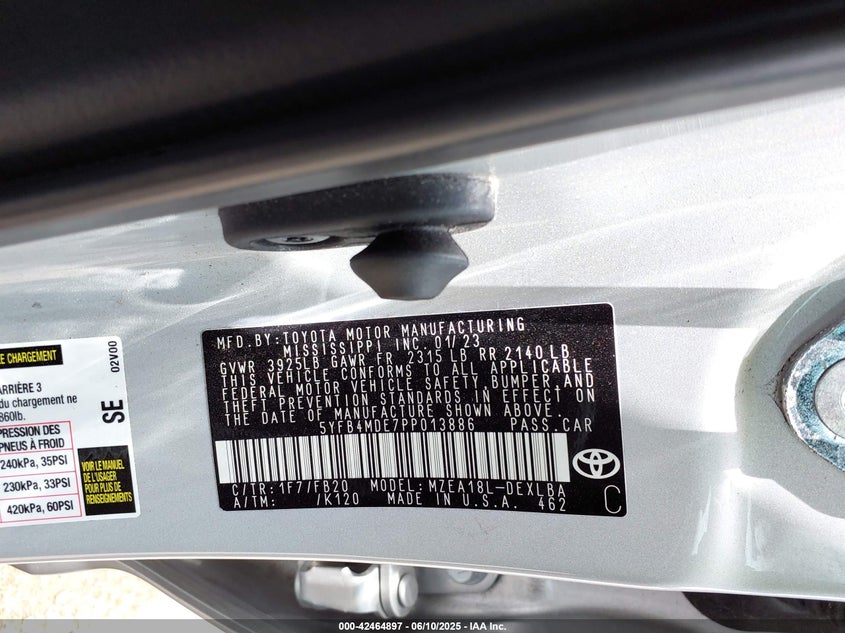 E CHARGEMENT
ARRIÈRE 3
du chargement ne
860lb.
PRESSION DES
PNEUS À FROID
240kPa, 35PSI
230kPa, 33PSI
420kPa, 60PSI
02V00
SE
VOIR LE MANUEL
DE L'USAGER
POUR PLUS DE
RENSEIGNEMENTS
MFD.BY:TOYOTA MOTOR MANUFACTURING
MISSISSIPPI INC. 01/23
GVWR 3925LB GAWR FR 2315 LB RR 2140 LB
THIS VEHICLE CONFORMS TO ALL APPLICABLE
FEDERAL MOTOR VEHICLE SAFETY,BUMPER,AND
THEFT PREVENTION STANDARDS IN EFFECT ON
THE DATE OF MANUFACTURE SHOWN ABOVE.
5YFB4MDE7PP013886 PASS.CAR
C/TR:1F7/FB20 MODEL:MZEA18L-DEXLBA
A/TM: /K120 MADE IN U.S.A. 462
C
000-42464897 - 06/10/2025 - IAA Inc.